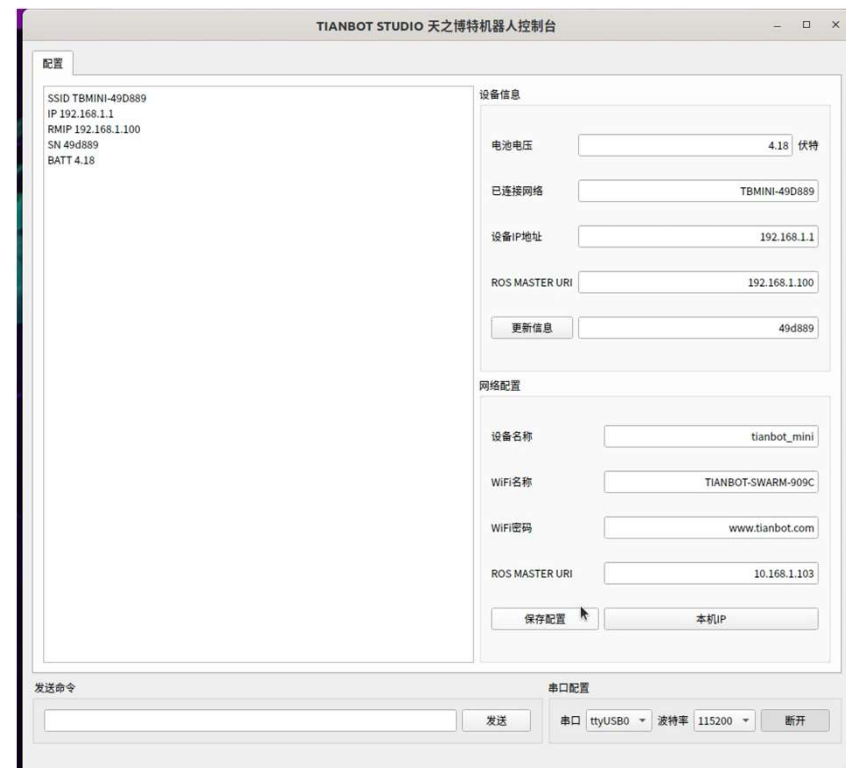 TIANBOT STUDIO 天之博特机器人控制台
配置
SSID TBMINI-49D889
IP 192.168.1.1
RMIP 192.168.1.100
SN 49d889
BATT 4.18
设备信息
电池电压 4.18 伏特
已连接网络 TBMINI-49D889
设备IP地址 192.168.1.1
ROS MASTER URI 192.168.1.100
更新信息 49d889
网络配置
设备名称 tianbot_mini
WiFi名称 TIANBOT-SWARM-909C
WiFi密码 www.tianbot.com
ROS MASTER URI 10.168.1.103
保存配置 本机IP
发送命令
发送
串口配置
串口 ttyUSB0 波特率 115200 断开